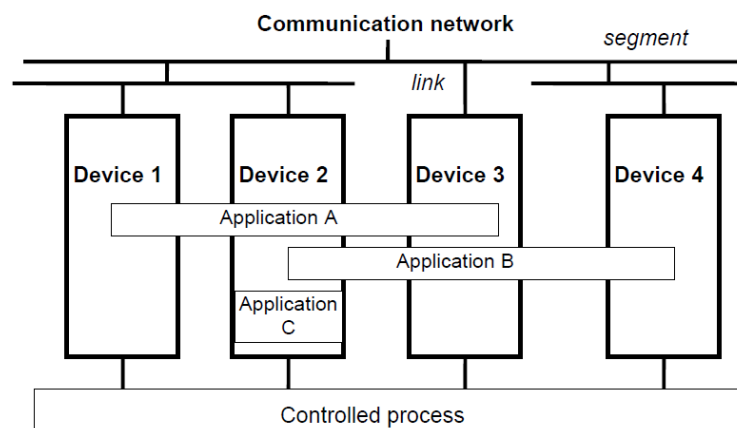 Communication network
segment
link
Device 1
Device 2
Device 3
Device 4
Application A
Application B
Application
C
Controlled process